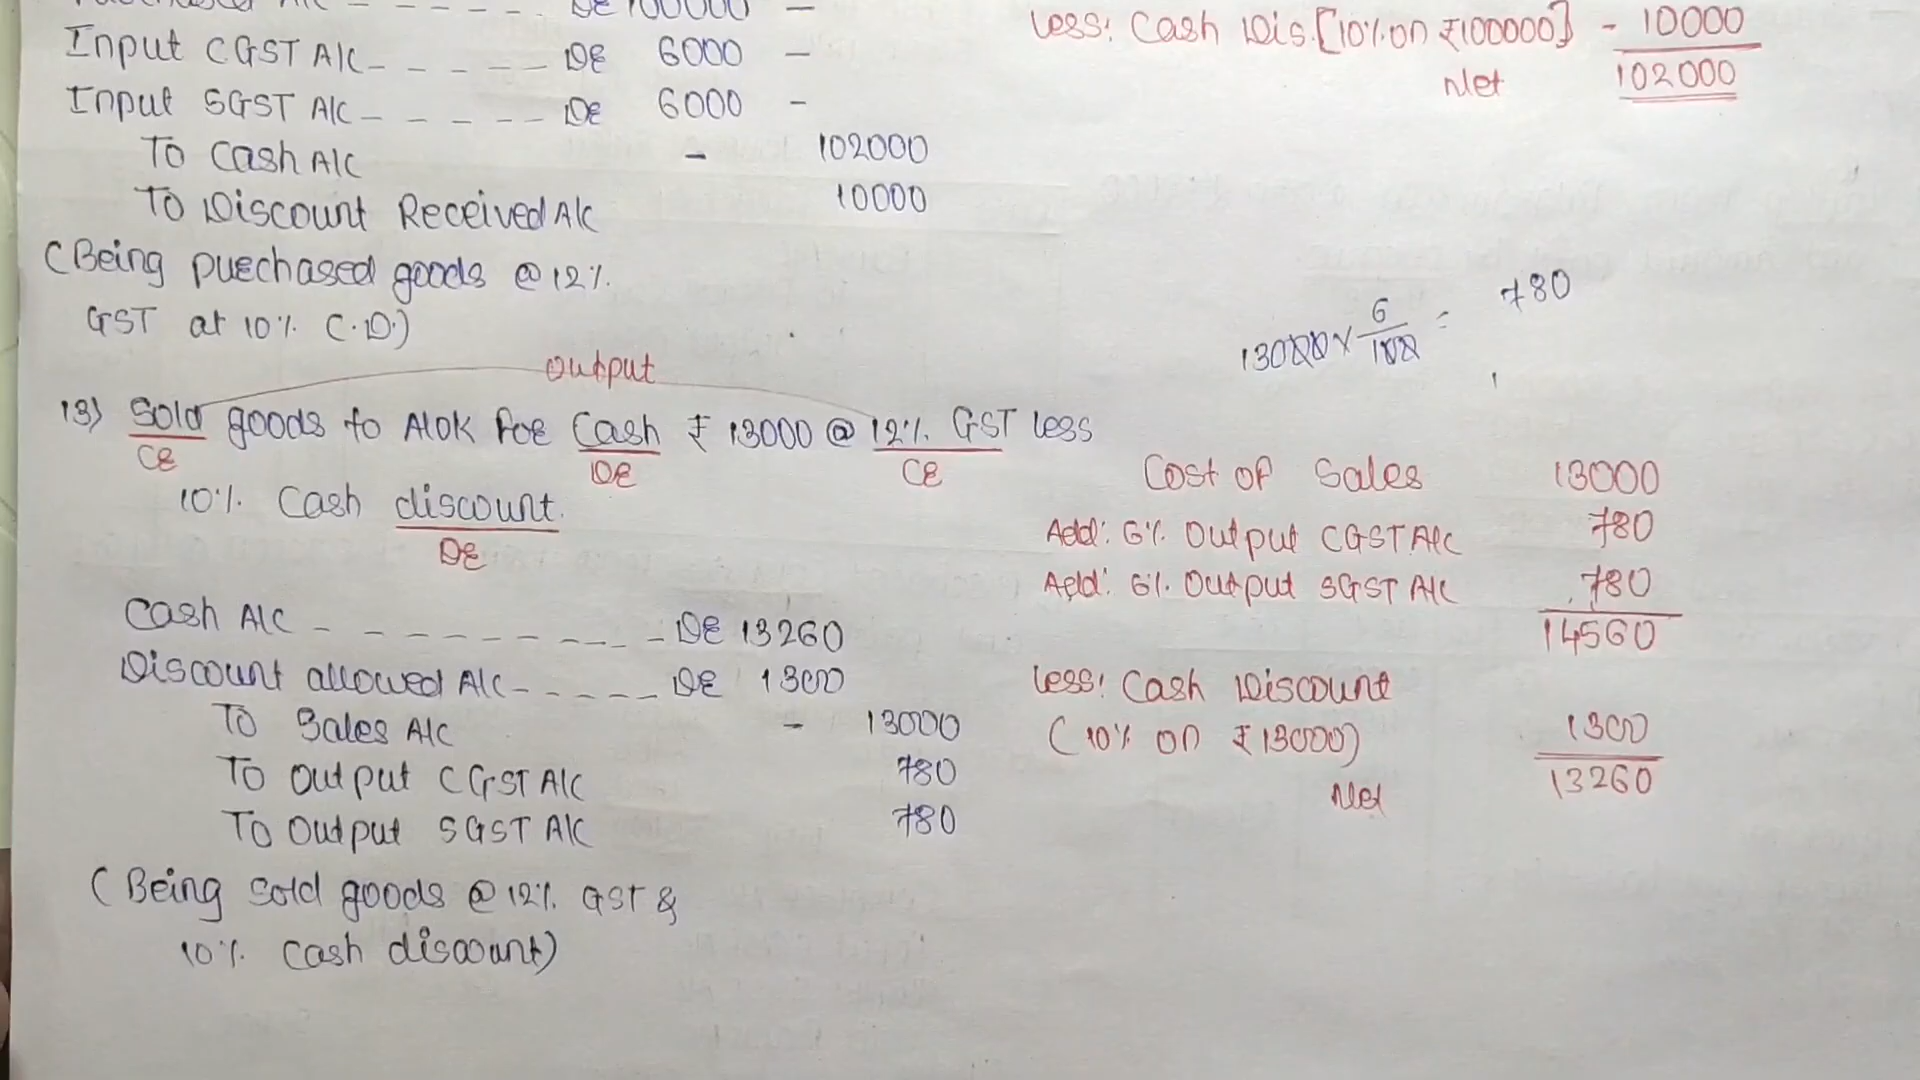 DR 100000 -
Input CGST A/C - - - - - DR 6000 -
Input SGST A/C - - - - - DR 6000 -
To Cash A/C - 102000
To Discount Received A/C 10000
(Being purchased goods @ 12%
GST at 10% C.D.)
Less: Cash Dis. [10% on ₹100000] - 10000
Net 102000
13000 x 6/100 = 780
Output
13) Sold goods to Alok for Cash ₹ 13000 @ 12% GST less
CR DR CR
10% Cash discount.
DR
Cash A/C - - - - - - - - - - DR 13260
Discount allowed A/C - - - - - DR 1300
To Sales A/C - 13000
To Output CGST A/C 780
To Output SGST A/C 780
(Being Sold goods @ 12% GST &
10% Cash discount)
Cost of Sales 13000
Add: 6% Output CGST A/C 780
Add: 6% Output SGST A/C 780
14560
Less: Cash Discount
(10% on ₹13000) 1300
Net 13260